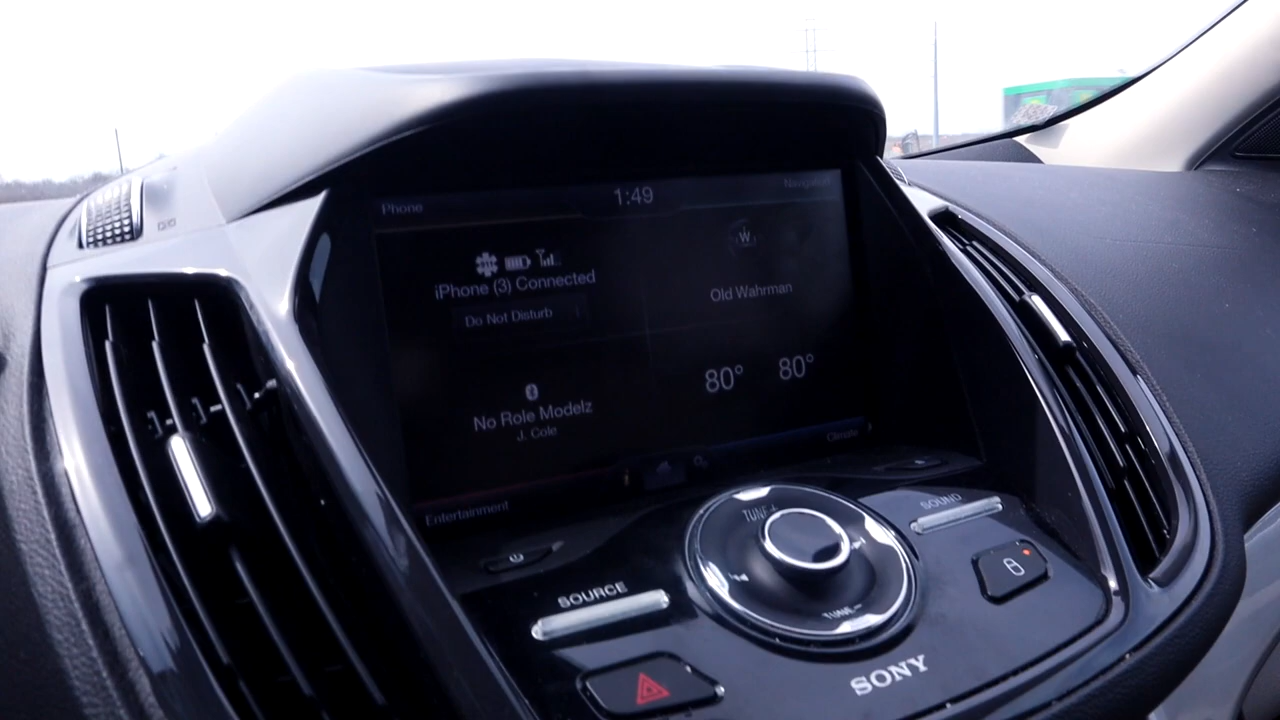 Phone
1:49
Navigation
iPhone (3) Connected
Do Not Disturb
W
Old Wahrman
80° 80°
No Role Modelz
J. Cole
Climate
Entertainment
TUNE +
SOUND
SOURCE
TUNE -
SONY